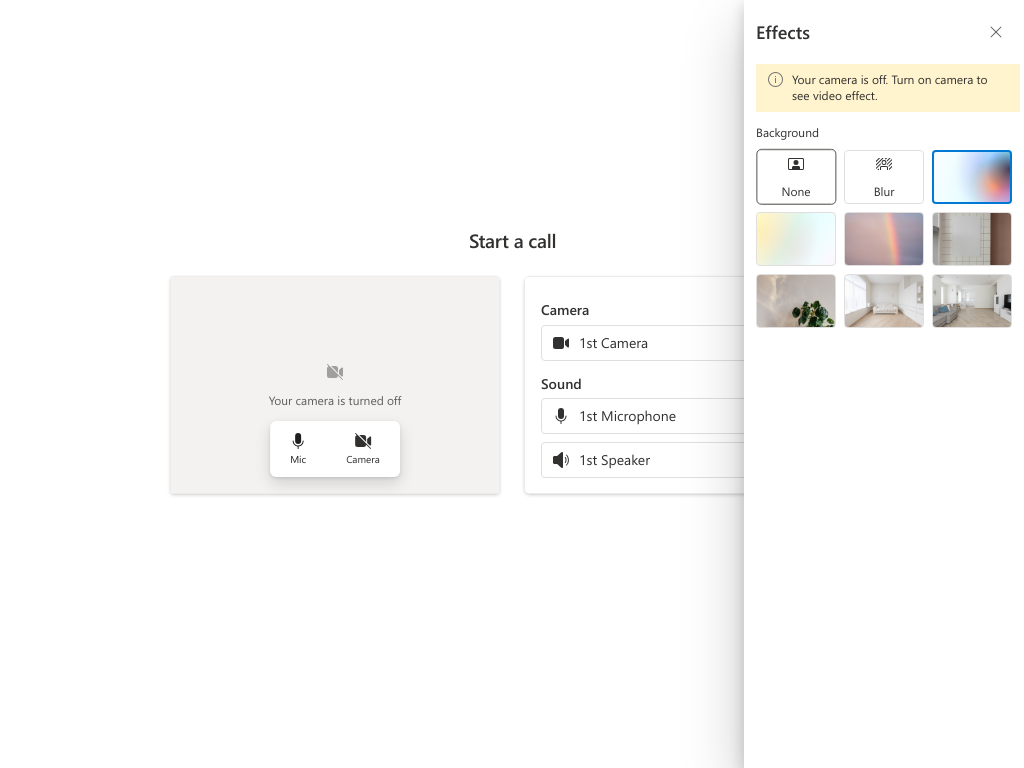 Effects
Your camera is off. Turn on camera to
see video effect.
Background
None
Blur
Start a call
Your camera is turned off
Mic
Camera
Camera
1st Camera
Sound
1st Microphone
1st Speaker